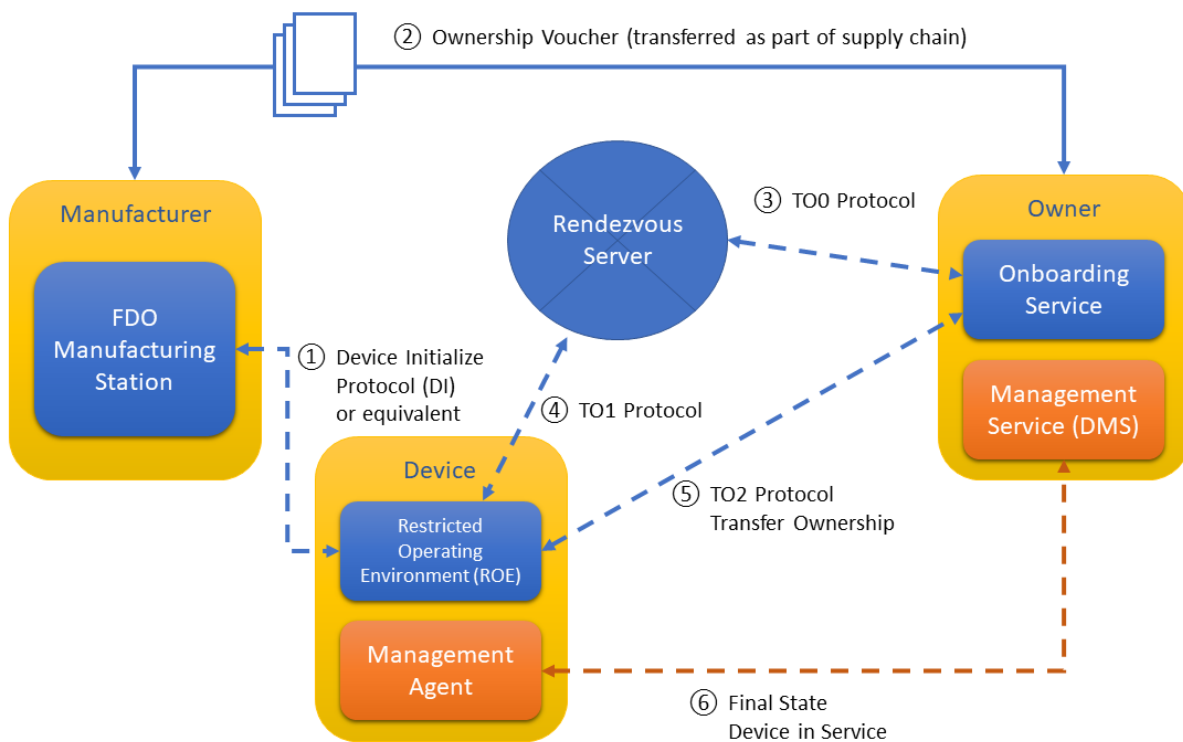 ② Ownership Voucher (transferred as part of supply chain)
Manufacturer
FDO
Manufacturing
Station
Rendezvous
Server
③ TO0 Protocol
Owner
Onboarding
Service
Management
Service (DMS)
① Device Initialize
Protocol (DI)
or equivalent
④ TO1 Protocol
Device
Restricted
Operating
Environment (ROE)
Management
Agent
⑤ TO2 Protocol
Transfer Ownership
⑥ Final State
Device in Service